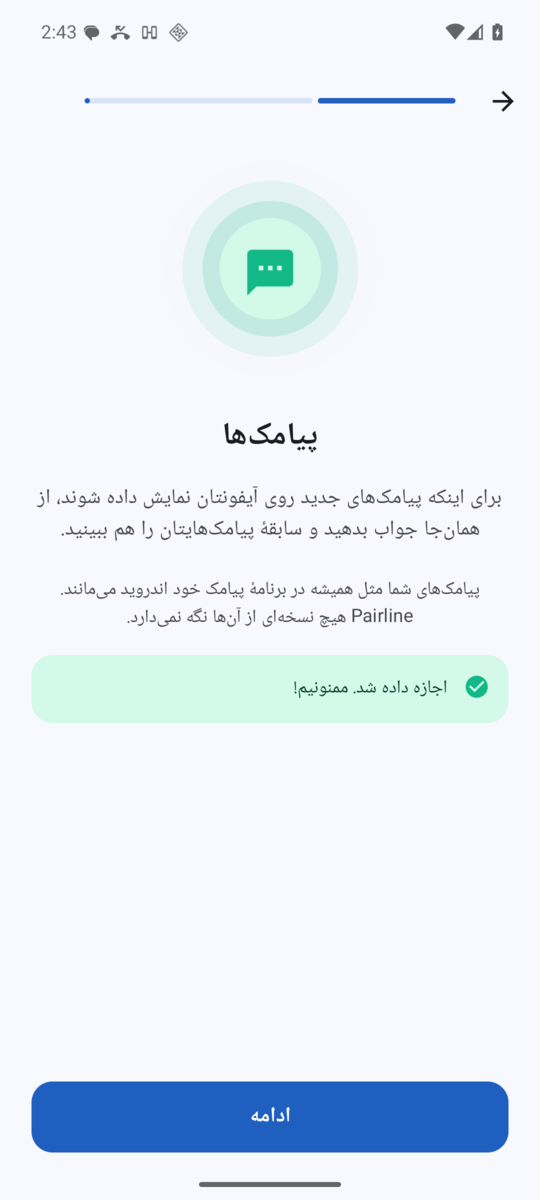 2:43
پیامک‌ها
برای اینکه پیامک‌های جدید روی آیفونتان نمایش داده شوند، از
همان‌جا جواب بدهید و سابقهٔ پیامک‌هایتان را هم ببینید.
پیامک‌های شما مثل همیشه در برنامهٔ پیامک خود اندروید می‌مانند.
Pairline هیچ نسخه‌ای از آن‌ها نگه نمی‌دارد.
اجازه داده شد. ممنونیم!
ادامه